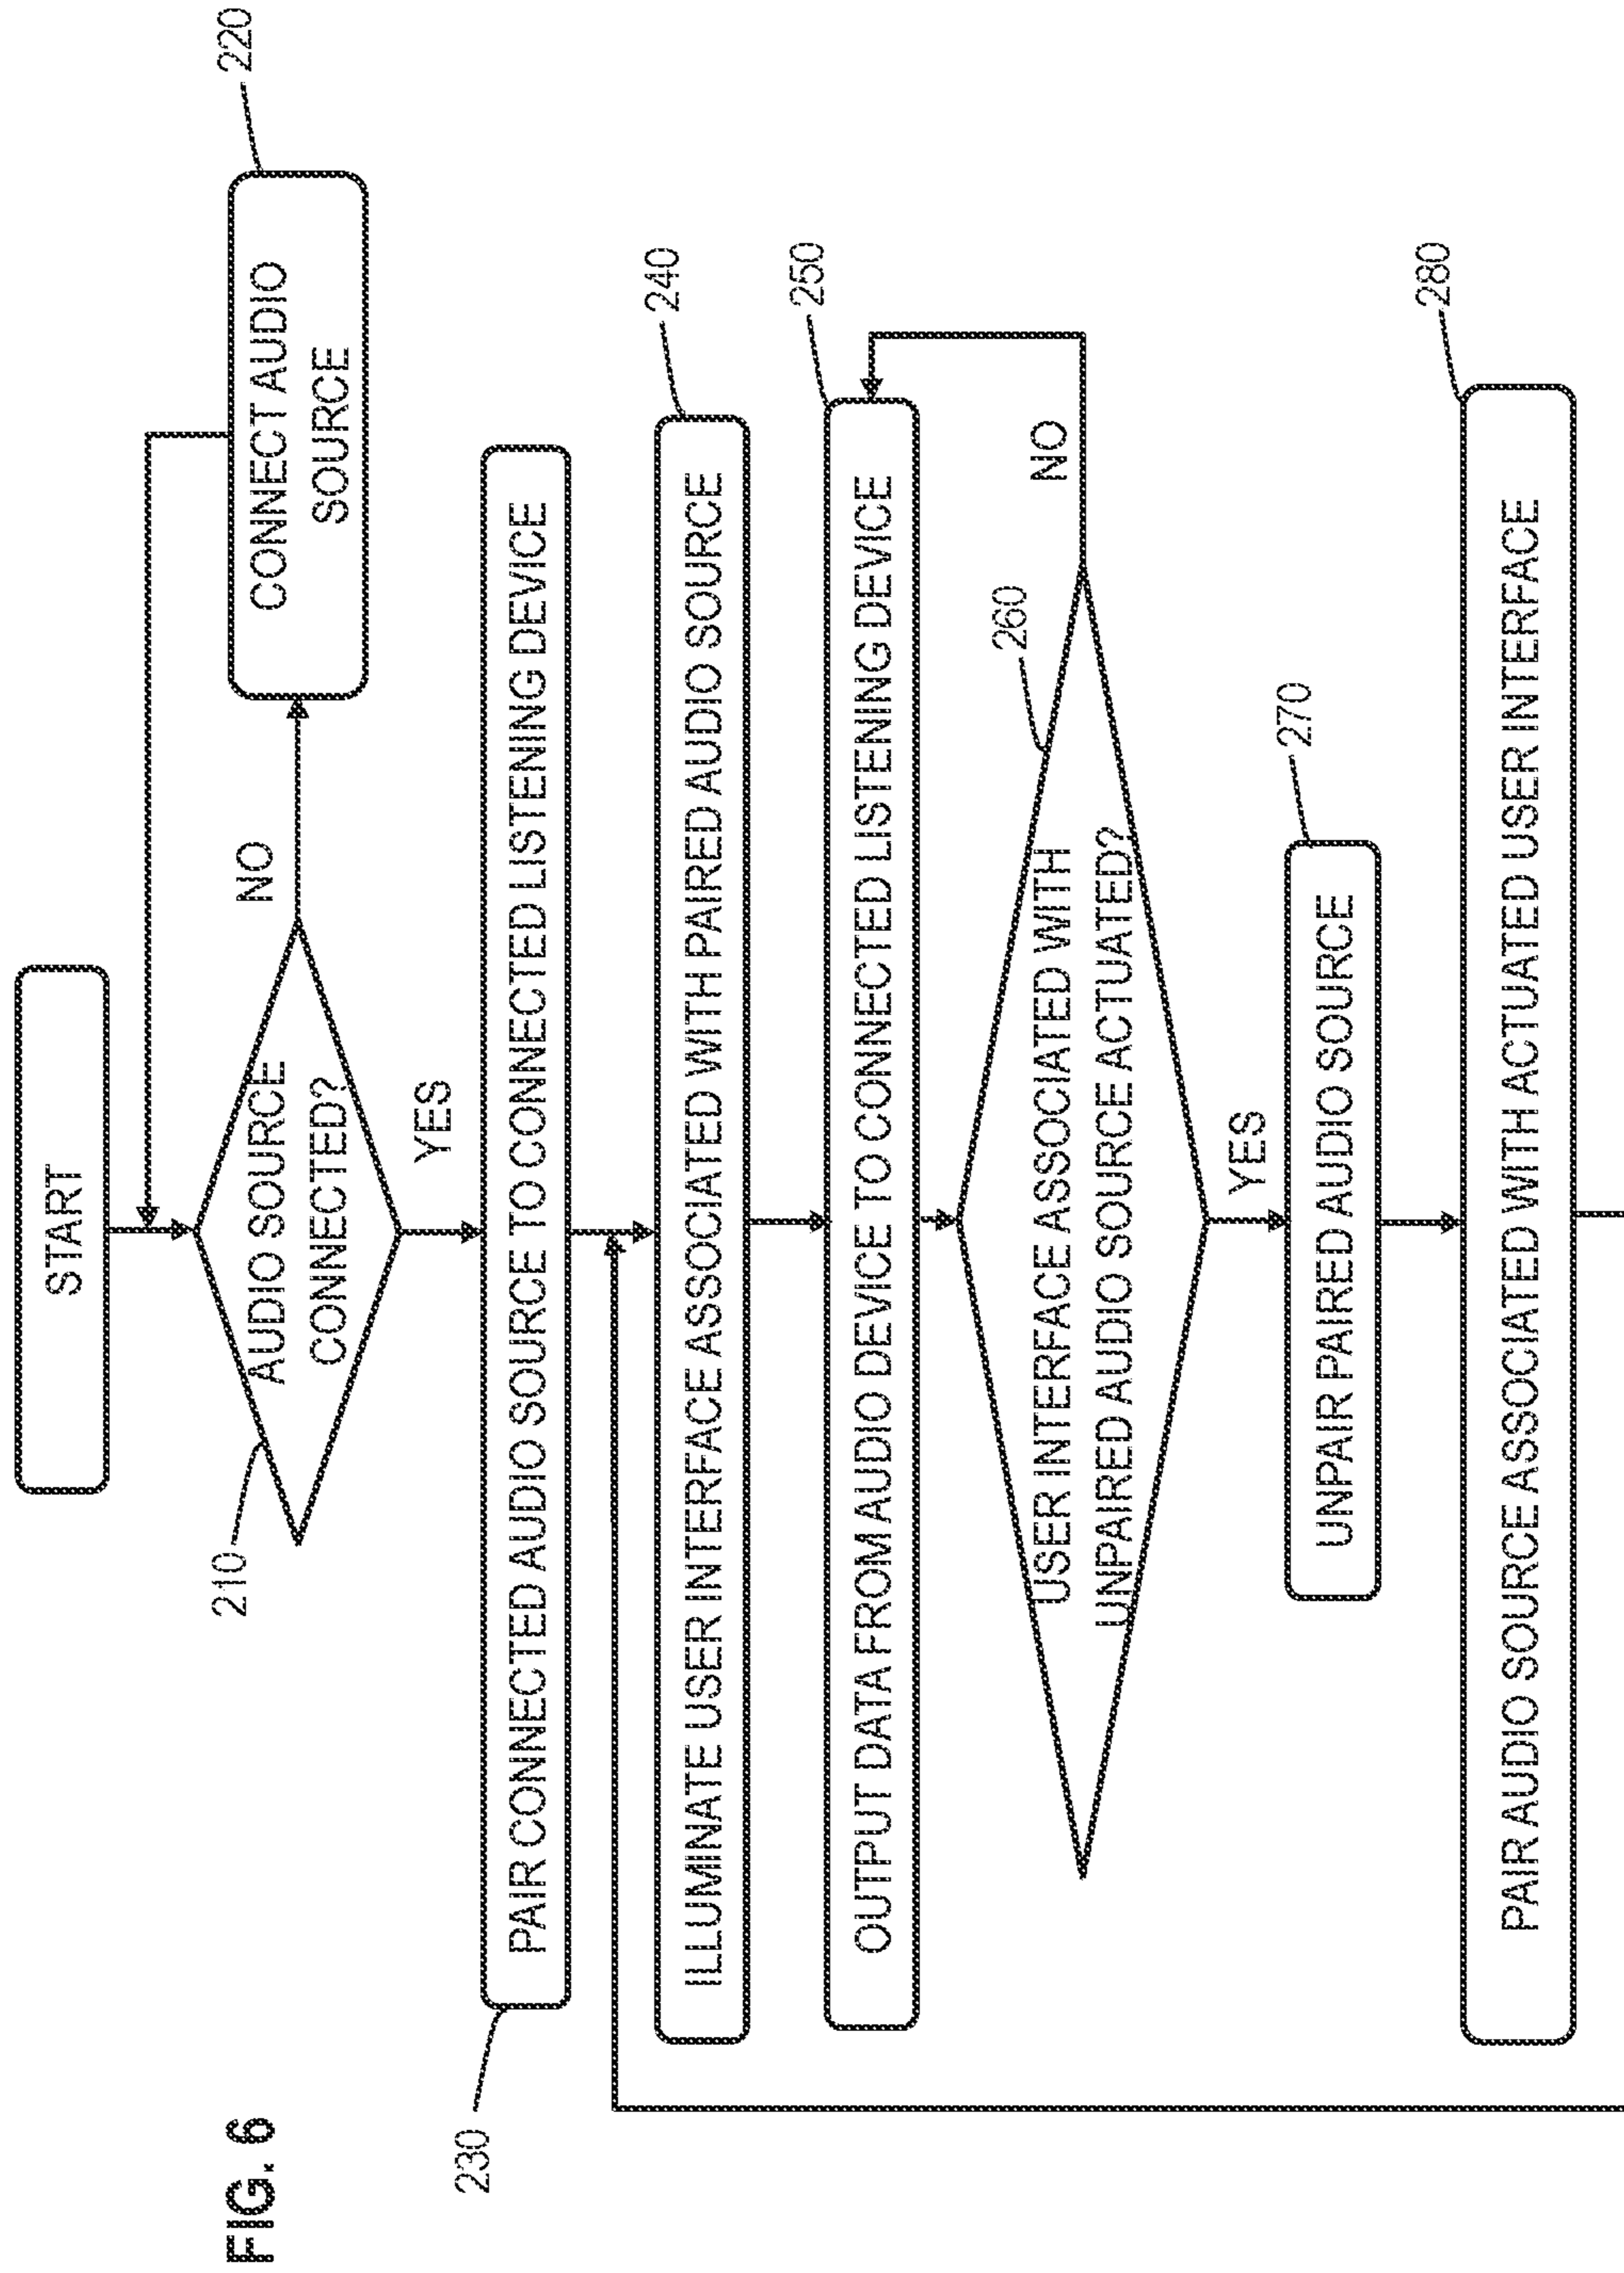 FIG. 6
START
210
AUDIO SOURCE
CONNECTED?
NO
220
CONNECT AUDIO
SOURCE
YES
230
PAIR CONNECTED AUDIO SOURCE TO CONNECTED LISTENING DEVICE
240
ILLUMINATE USER INTERFACE ASSOCIATED WITH PAIRED AUDIO SOURCE
250
OUTPUT DATA FROM AUDIO DEVICE TO CONNECTED LISTENING DEVICE
260
USER INTERFACE ASSOCIATED WITH
UNPAIRED AUDIO SOURCE ACTUATED?
NO
YES
270
UNPAIR PAIRED AUDIO SOURCE
280
PAIR AUDIO SOURCE ASSOCIATED WITH ACTUATED USER INTERFACE